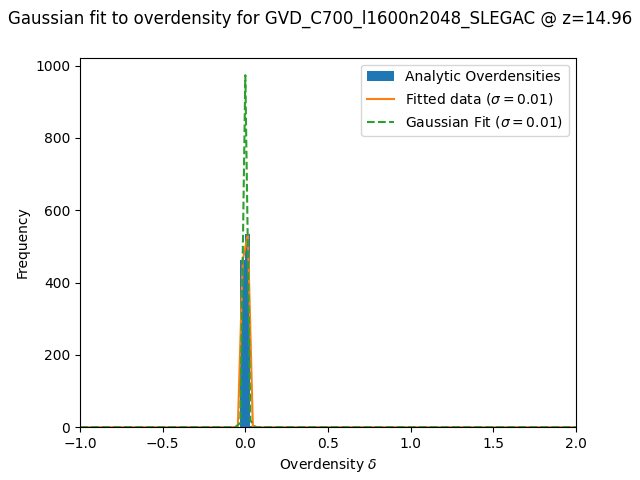 Gaussian fit to overdensity for GVD_C700_l1600n2048_SLEGAC @ z=14.96
Analytic Overdensities
Fitted data (σ = 0.01)
Gaussian Fit (σ = 0.01)
Frequency
1000
800
600
400
200
0
−1.0 −0.5 0.0 0.5 1.0 1.5 2.0
Overdensity δ